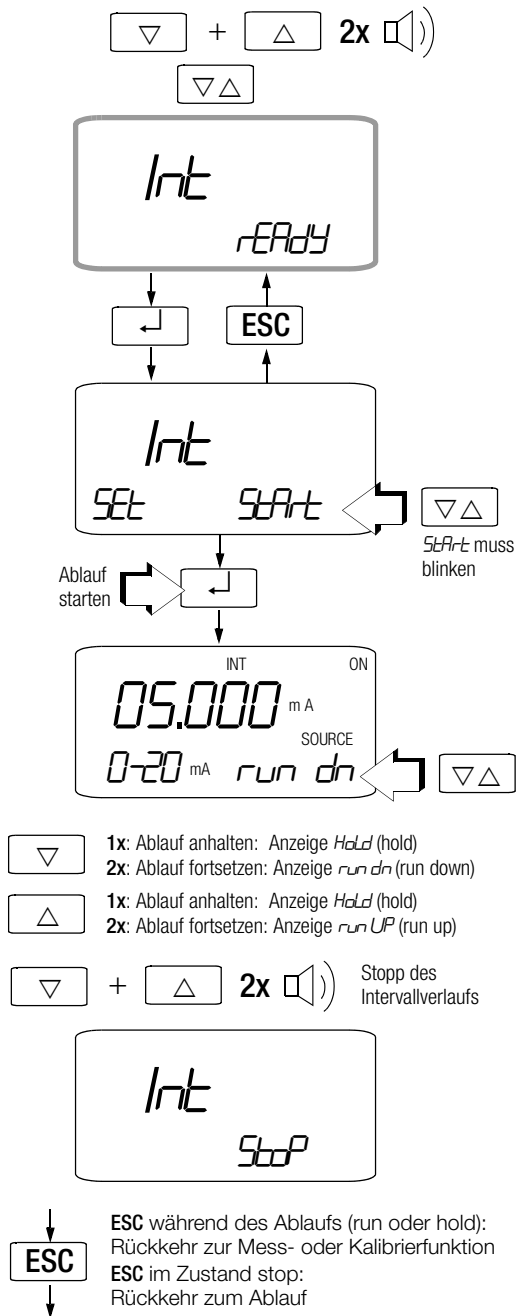 ▽ + △ 2x
▽△
Int
rEAdY
↵ ESC
Int
SEt StArt
▽△
StArt muss
blinken
Ablauf
starten
↵
INT ON
05.000 mA
SOURCE
0-20 mA run dn
▽△
▽ 1x: Ablauf anhalten: Anzeige HoLd (hold)
2x: Ablauf fortsetzen: Anzeige run dn (run down)
△ 1x: Ablauf anhalten: Anzeige HoLd (hold)
2x: Ablauf fortsetzen: Anzeige run UP (run up)
▽ + △ 2x Stopp des
Intervallverlaufs
Int
StoP
ESC während des Ablaufs (run oder hold):
Rückkehr zur Mess- oder Kalibrierfunktion
ESC
ESC im Zustand stop:
Rückkehr zum Ablauf